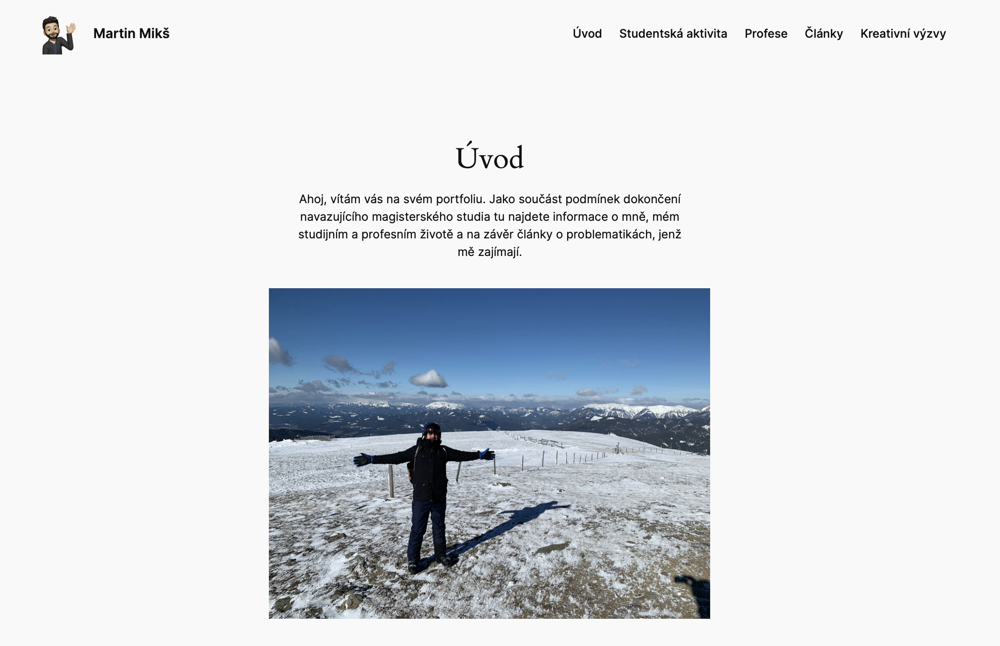 Martin Mikš
Úvod Studentská aktivita Profese Články Kreativní výzvy
Úvod
Ahoj, vítám vás na svém portfoliu. Jako součást podmínek dokončení
navazujícího magisterského studia tu najdete informace o mně, mém
studijním a profesním životě a na závěr články o problematikách, jenž
mě zajímají.